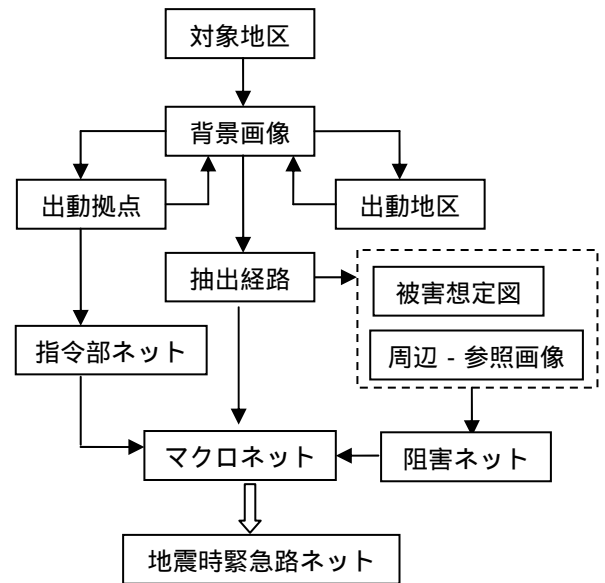 対象地区
背景画像
出動拠点
出動地区
抽出経路
被害想定図
指令部ネット
周辺 - 参照画像
マクロネット
阻害ネット
地震時緊急路ネット